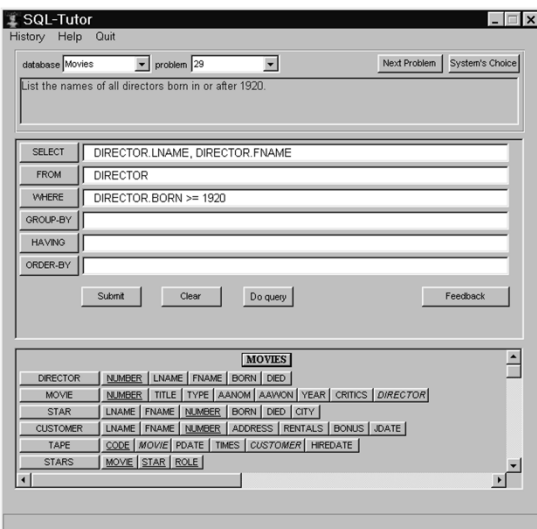 SQL-Tutor
History Help Quit
database Movies problem 29 Next Problem System's Choice
List the names of all directors born in or after 1920.
SELECT DIRECTOR.LNAME, DIRECTOR.FNAME
FROM DIRECTOR
WHERE DIRECTOR.BORN >= 1920
GROUP-BY
HAVING
ORDER-BY
Submit Clear Do query Feedback
MOVIES
DIRECTOR NUMBER LNAME FNAME BORN DIED
MOVIE NUMBER TITLE TYPE AANOM AAWON YEAR CRITICS DIRECTOR
STAR LNAME FNAME NUMBER BORN DIED CITY
CUSTOMER LNAME FNAME NUMBER ADDRESS RENTALS BONUS JDATE
TAPE CODE MOVIE PDATE TIMES CUSTOMER HIREDATE
STARS MOVIE STAR ROLE